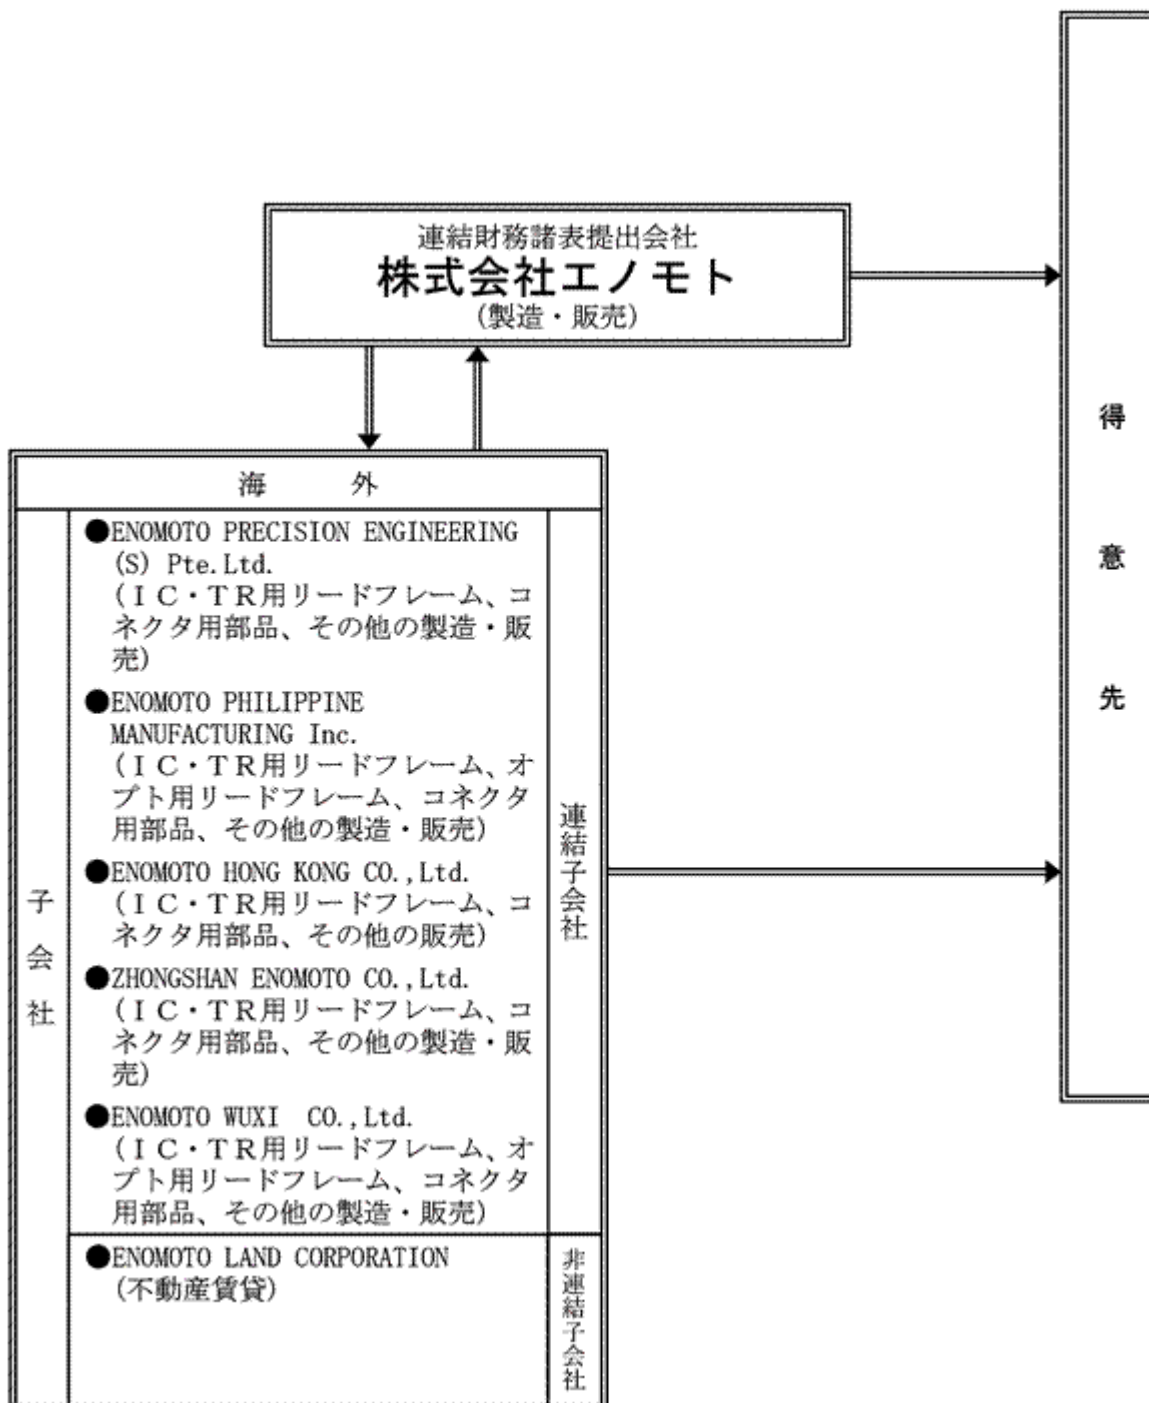 連結財務諸表提出会社
株式会社エノモト
(製造・販売)
海 外
子会社
●ENOMOTO PRECISION ENGINEERING
(S) Pte.Ltd.
(IC・TR用リードフレーム、コ
ネクタ用部品、その他の製造・販
売)
●ENOMOTO PHILIPPINE
MANUFACTURING Inc.
(IC・TR用リードフレーム、オ
プト用リードフレーム、コネクタ
用部品、その他の製造・販売)
●ENOMOTO HONG KONG CO.,Ltd.
(IC・TR用リードフレーム、コ
ネクタ用部品、その他の販売)
●ZHONGSHAN ENOMOTO CO.,Ltd.
(IC・TR用リードフレーム、コ
ネクタ用部品、その他の製造・販
売)
●ENOMOTO WUXI CO.,Ltd.
(IC・TR用リードフレーム、オ
プト用リードフレーム、コネクタ
用部品、その他の製造・販売)
連結子会社
●ENOMOTO LAND CORPORATION
(不動産賃貸)
非連結子会社
得意先